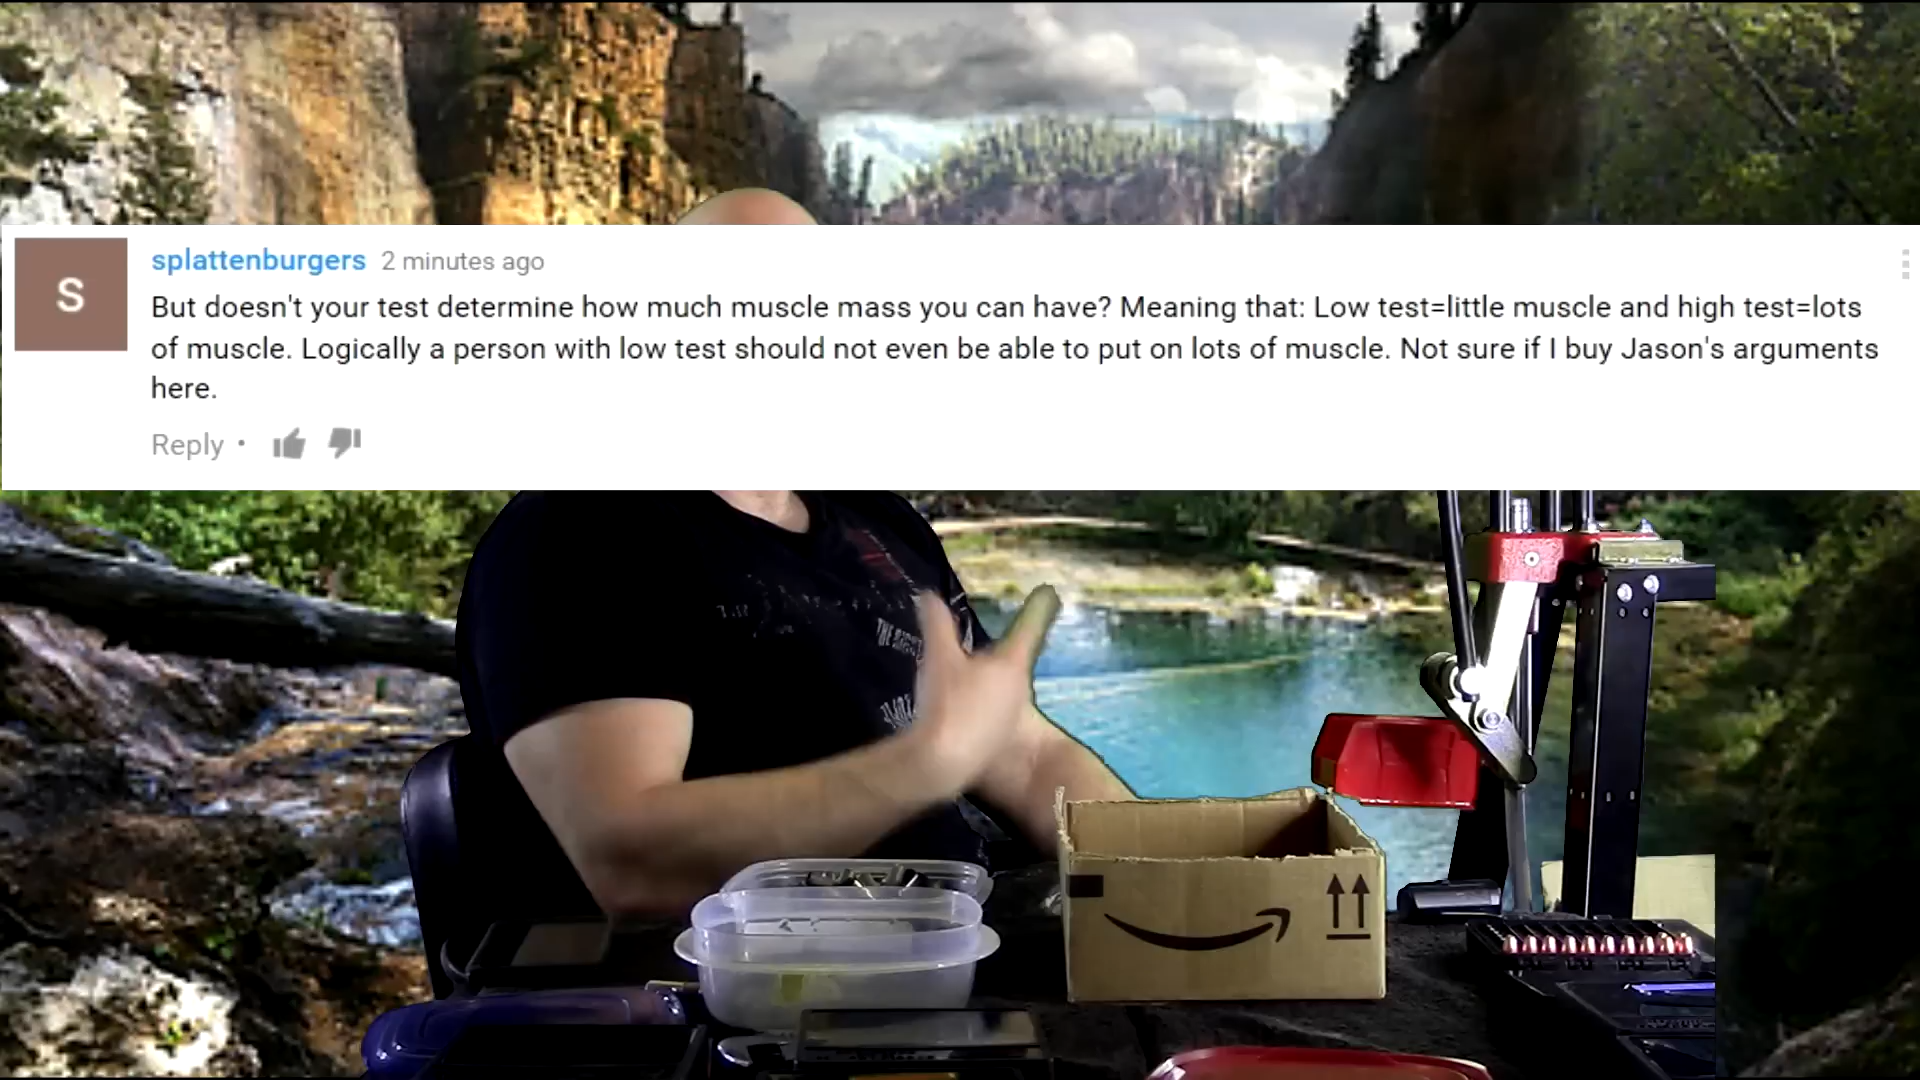 S
splattenburgers 2 minutes ago
But doesn't your test determine how much muscle mass you can have? Meaning that: Low test=little muscle and high test=lots
of muscle. Logically a person with low test should not even be able to put on lots of muscle. Not sure if I buy Jason's arguments
here.
Reply •